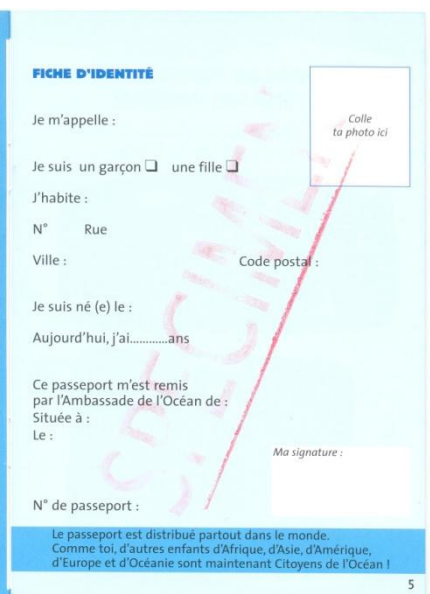 FICHE D'IDENTITÉ
Colle
ta photo ici
Je m'appelle :
Je suis un garçon ❑ une fille ❑
J'habite :
N° Rue
Ville : Code postal :
Je suis né (e) le :
Aujourd'hui, j'ai............ans
Ce passeport m'est remis
par l'Ambassade de l'Océan de :
Située à :
Le :
Ma signature :
N° de passeport :
SPECIMEN
Le passeport est distribué partout dans le monde.
Comme toi, d'autres enfants d'Afrique, d'Asie, d'Amérique,
d'Europe et d'Océanie sont maintenant Citoyens de l'Océan !
5